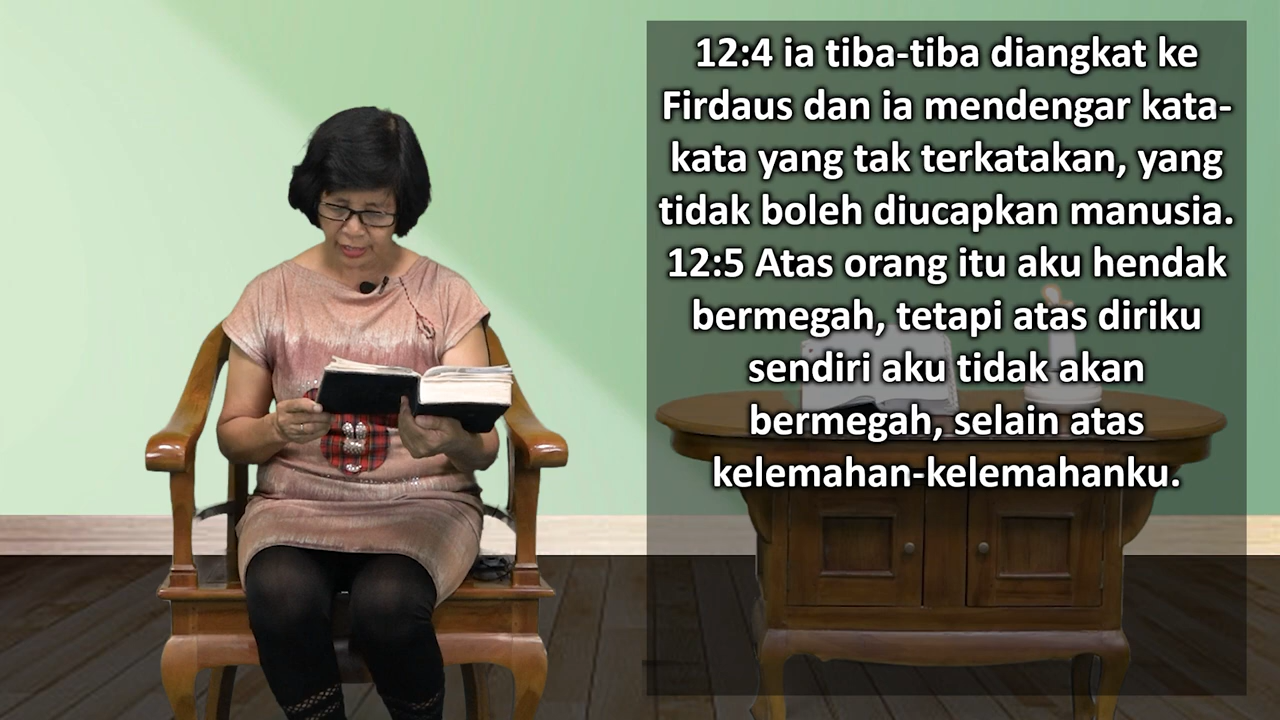 12:4 ia tiba-tiba diangkat ke
Firdaus dan ia mendengar kata-
kata yang tak terkatakan, yang
tidak boleh diucapkan manusia.
12:5 Atas orang itu aku hendak
bermegah, tetapi atas diriku
sendiri aku tidak akan
bermegah, selain atas
kelemahan-kelemahanku.